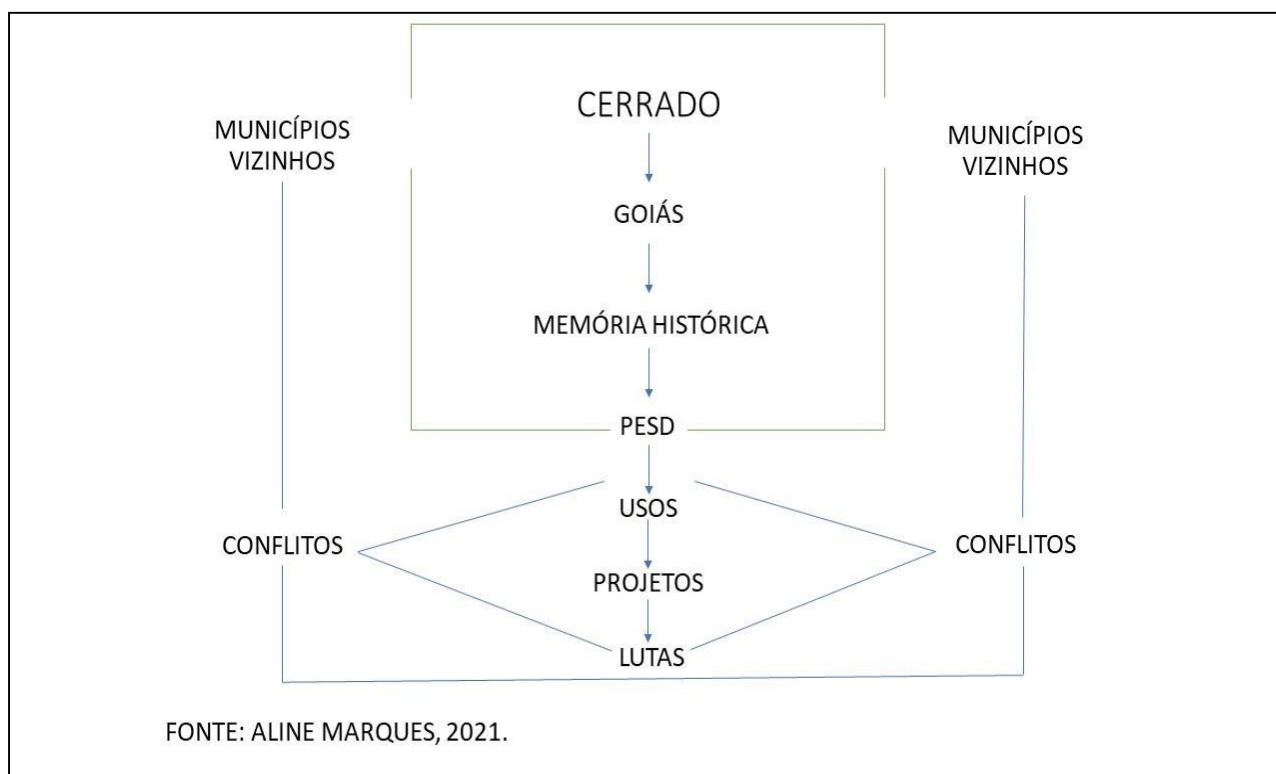 CERRADO
MUNICÍPIOS
VIZINHOS
MUNICÍPIOS
VIZINHOS
GOIÁS
MEMÓRIA HISTÓRICA
PESD
USOS
CONFLITOS
CONFLITOS
PROJETOS
LUTAS
FONTE: ALINE MARQUES, 2021.